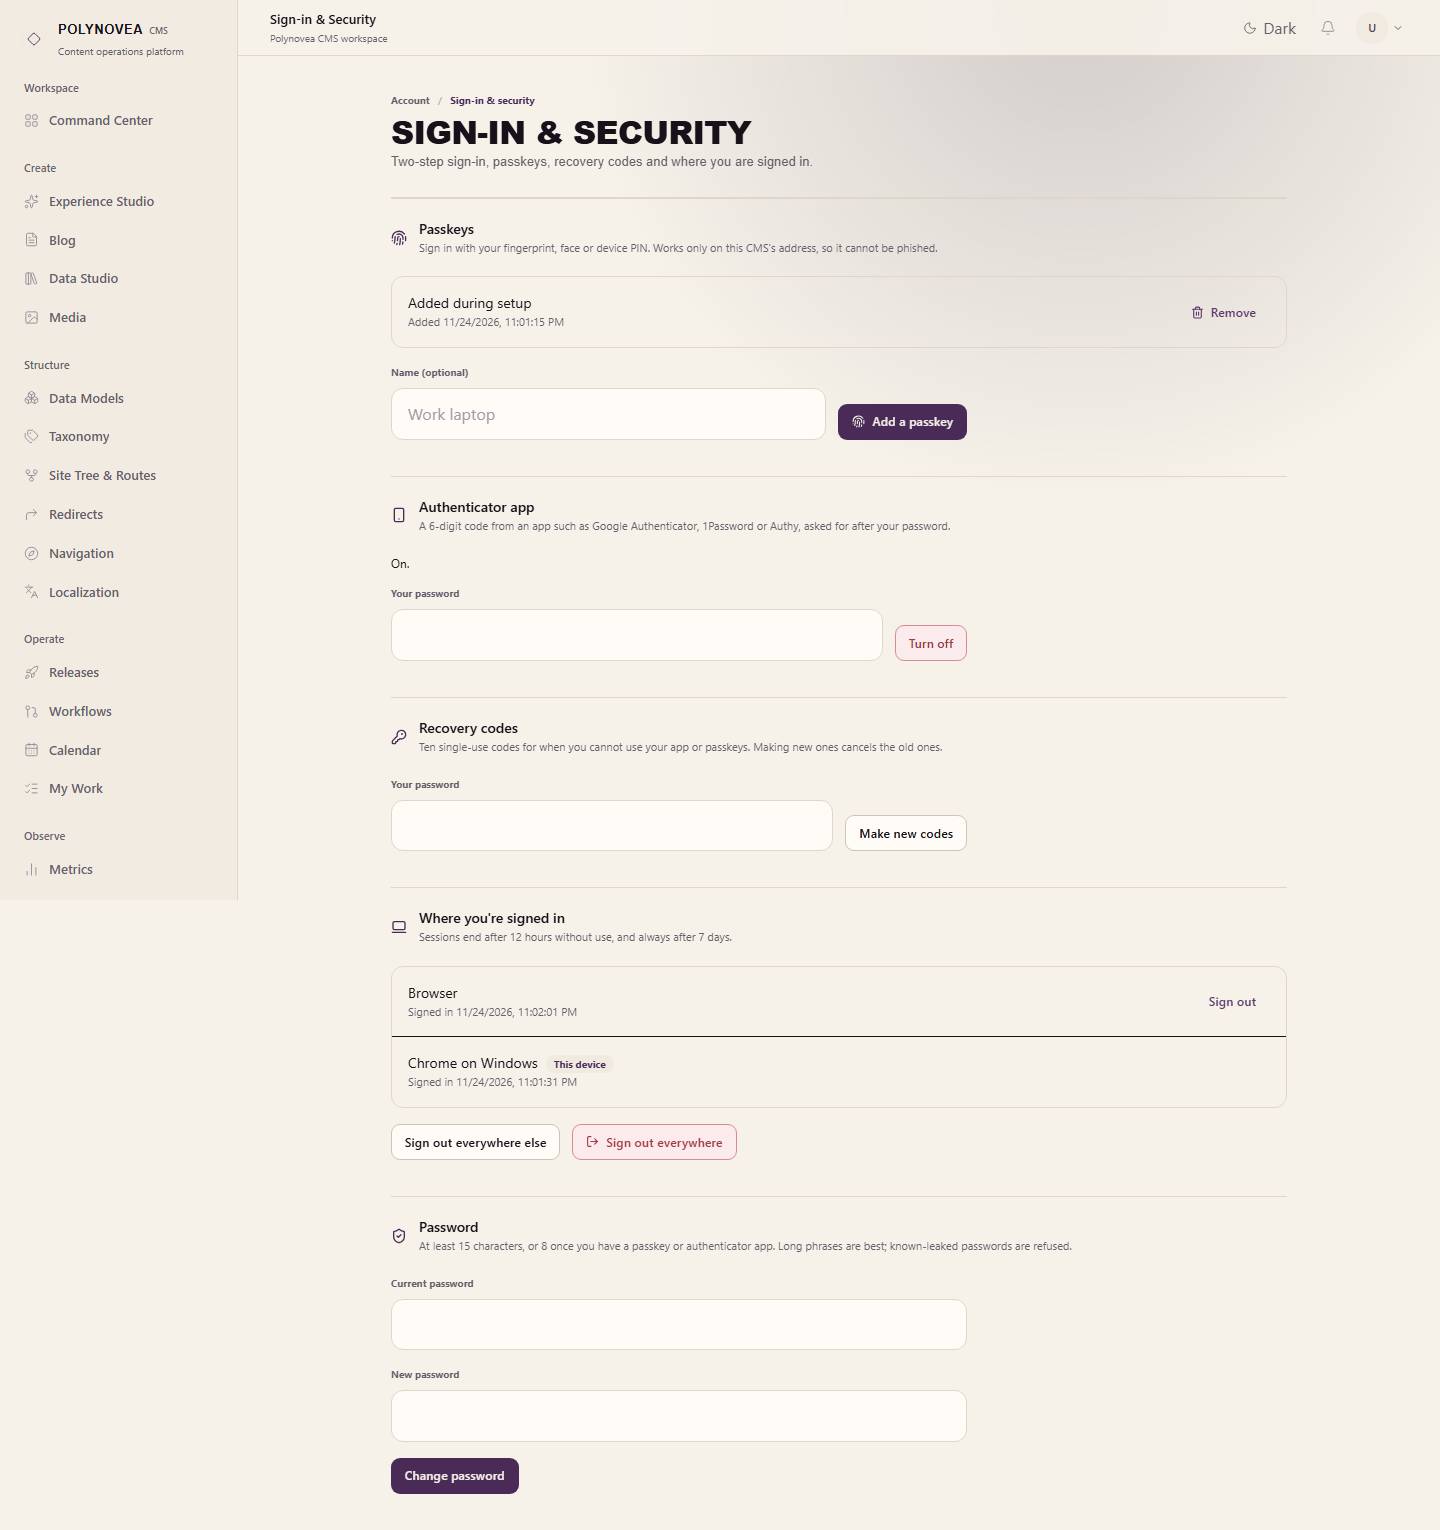 POLYNOVEA CMS
Content operations platform
Workspace
Command Center
Create
Experience Studio
Blog
Data Studio
Media
Structure
Data Models
Taxonomy
Site Tree & Routes
Redirects
Navigation
Localization
Operate
Releases
Workflows
Calendar
My Work
Observe
Metrics
Sign-in & Security
Polynovea CMS workspace
Dark
U
Account / Sign-in & security
SIGN-IN & SECURITY
Two-step sign-in, passkeys, recovery codes and where you are signed in.
Passkeys
Sign in with your fingerprint, face or device PIN. Works only on this CMS's address, so it cannot be phished.
Added during setup
Added 11/24/2026, 11:01:15 PM
Remove
Name (optional)
Work laptop
Add a passkey
Authenticator app
A 6-digit code from an app such as Google Authenticator, 1Password or Authy, asked for after your password.
On.
Your password
Turn off
Recovery codes
Ten single-use codes for when you cannot use your app or passkeys. Making new ones cancels the old ones.
Your password
Make new codes
Where you're signed in
Sessions end after 12 hours without use, and always after 7 days.
Browser
Signed in 11/24/2026, 11:02:01 PM
Sign out
Chrome on Windows This device
Signed in 11/24/2026, 11:01:31 PM
Sign out everywhere else
Sign out everywhere
Password
At least 15 characters, or 8 once you have a passkey or authenticator app. Long phrases are best; known-leaked passwords are refused.
Current password
New password
Change password